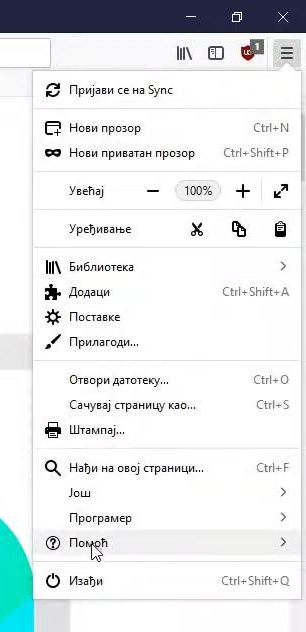 1
Пријави се на Sync
Нови прозор Ctrl+N
Нови приватан прозор Ctrl+Shift+P
Увећај 100%
Уређивање
Библиотека
Додаци Ctrl+Shift+A
Поставке
Прилагоди...
Отвори датотеку... Ctrl+O
Сачувај страницу као... Ctrl+S
Штампај...
Нађи на овој страници... Ctrl+F
Још
Програмер
Помоћ
Изађи Ctrl+Shift+Q